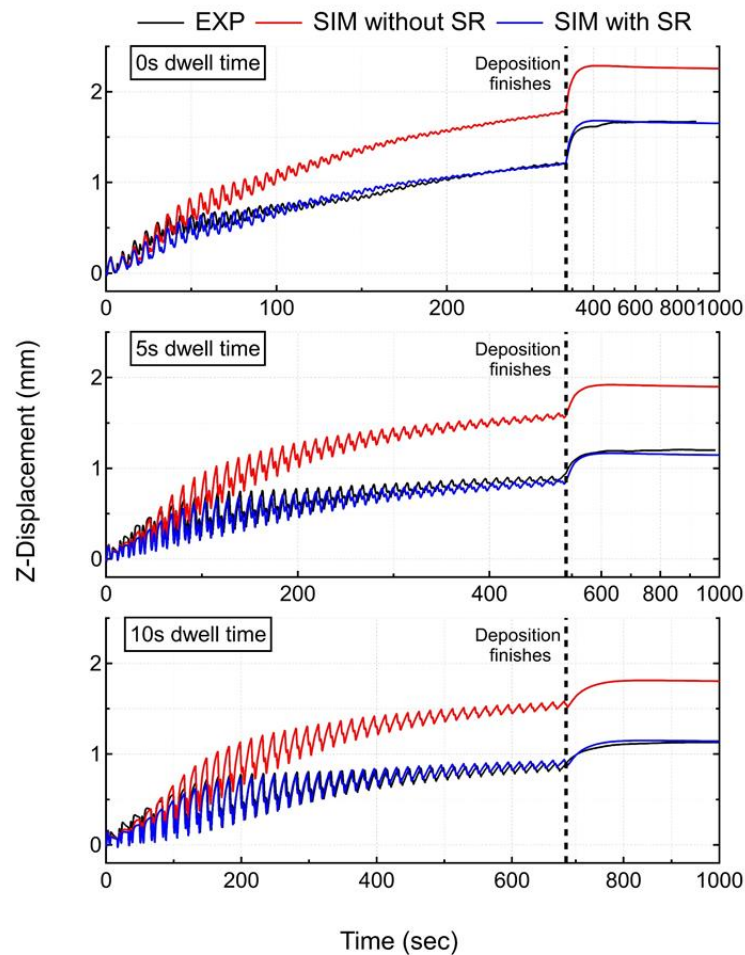 EXP SIM without SR SIM with SR
0s dwell time
Deposition
finishes
2
1
0
0 100 200 400 600 800 1000
5s dwell time
Deposition
finishes
2
1
0
0 200 400 600 800 1000
10s dwell time
Deposition
finishes
2
1
0
0 200 400 600 800 1000
Z-Displacement (mm)
Time (sec)